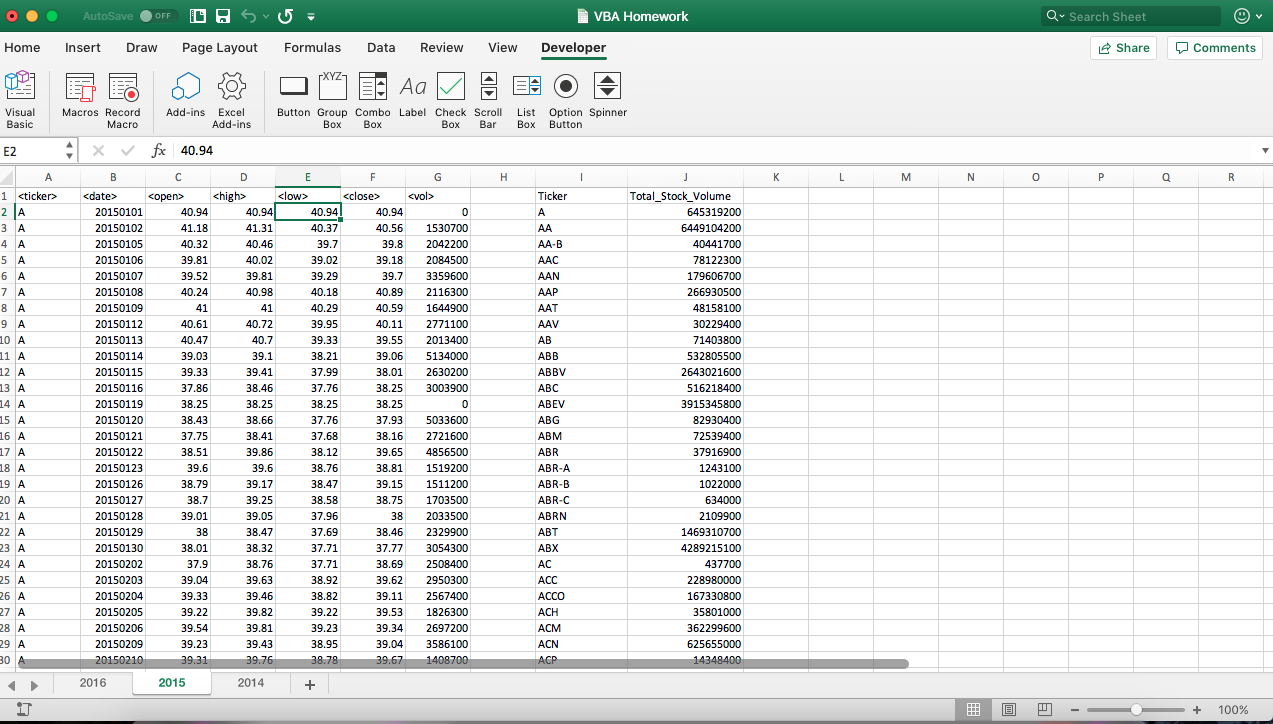 AutoSave OFF VBA Homework Search Sheet
Home Insert Draw Page Layout Formulas Data Review View Developer Share Comments
Visual Basic Macros Record Macro Add-ins Excel Add-ins Button Group Box Combo Box Label Check Box Scroll Bar List Box Option Button Spinner
XYZ Aa
E2 fx 40.94
A B C D E F G H I J K L M N O P Q R
1 <ticker> <date> <open> <high> <low> <close> <vol> Ticker Total_Stock_Volume
2 A 20150101 40.94 40.94 40.94 40.94 0 A 645319200
3 A 20150102 41.18 41.31 40.37 40.56 1530700 AA 6449104200
4 A 20150105 40.32 40.46 39.7 39.8 2042200 AA-B 40441700
5 A 20150106 39.81 40.02 39.02 39.18 2084500 AAC 78122300
6 A 20150107 39.52 39.81 39.29 39.7 3359600 AAN 179606700
7 A 20150108 40.24 40.98 40.18 40.89 2116300 AAP 266930500
8 A 20150109 41 41 40.29 40.59 1644900 AAT 48158100
9 A 20150112 40.61 40.72 39.95 40.11 2771100 AAV 30229400
10 A 20150113 40.47 40.7 39.33 39.55 2013400 AB 71403800
11 A 20150114 39.03 39.1 38.21 39.06 5134000 ABB 532805500
12 A 20150115 39.33 39.41 37.99 38.01 2630200 ABBV 2643021600
13 A 20150116 37.86 38.46 37.76 38.25 3003900 ABC 516218400
14 A 20150119 38.25 38.25 38.25 38.25 0 ABEV 3915345800
15 A 20150120 38.43 38.66 37.76 37.93 5033600 ABG 82930400
16 A 20150121 37.75 38.41 37.68 38.16 2721600 ABM 72539400
17 A 20150122 38.51 39.86 38.12 39.65 4856500 ABR 37916900
18 A 20150123 39.6 39.6 38.76 38.81 1519200 ABR-A 1243100
19 A 20150126 38.79 39.17 38.47 39.15 1511200 ABR-B 1022000
20 A 20150127 38.7 39.25 38.58 38.75 1703500 ABR-C 634000
21 A 20150128 39.01 39.05 37.96 38 2033500 ABRN 2109900
22 A 20150129 38 38.47 37.69 38.46 2329900 ABT 1469310700
23 A 20150130 38.01 38.32 37.71 37.77 3054300 ABX 4289215100
24 A 20150202 37.9 38.76 37.71 38.69 2508400 AC 437700
25 A 20150203 39.04 39.63 38.92 39.62 2950300 ACC 228980000
26 A 20150204 39.33 39.46 38.82 39.11 2567400 ACCO 167330800
27 A 20150205 39.22 39.82 39.22 39.53 1826300 ACH 35801000
28 A 20150206 39.54 39.81 39.23 39.34 2697200 ACM 362299600
29 A 20150209 39.23 39.43 38.95 39.04 3586100 ACN 625655000
30 A 20150210 39.31 39.76 38.78 39.67 1408700 ACP 14348400
2016 2015 2014
100%